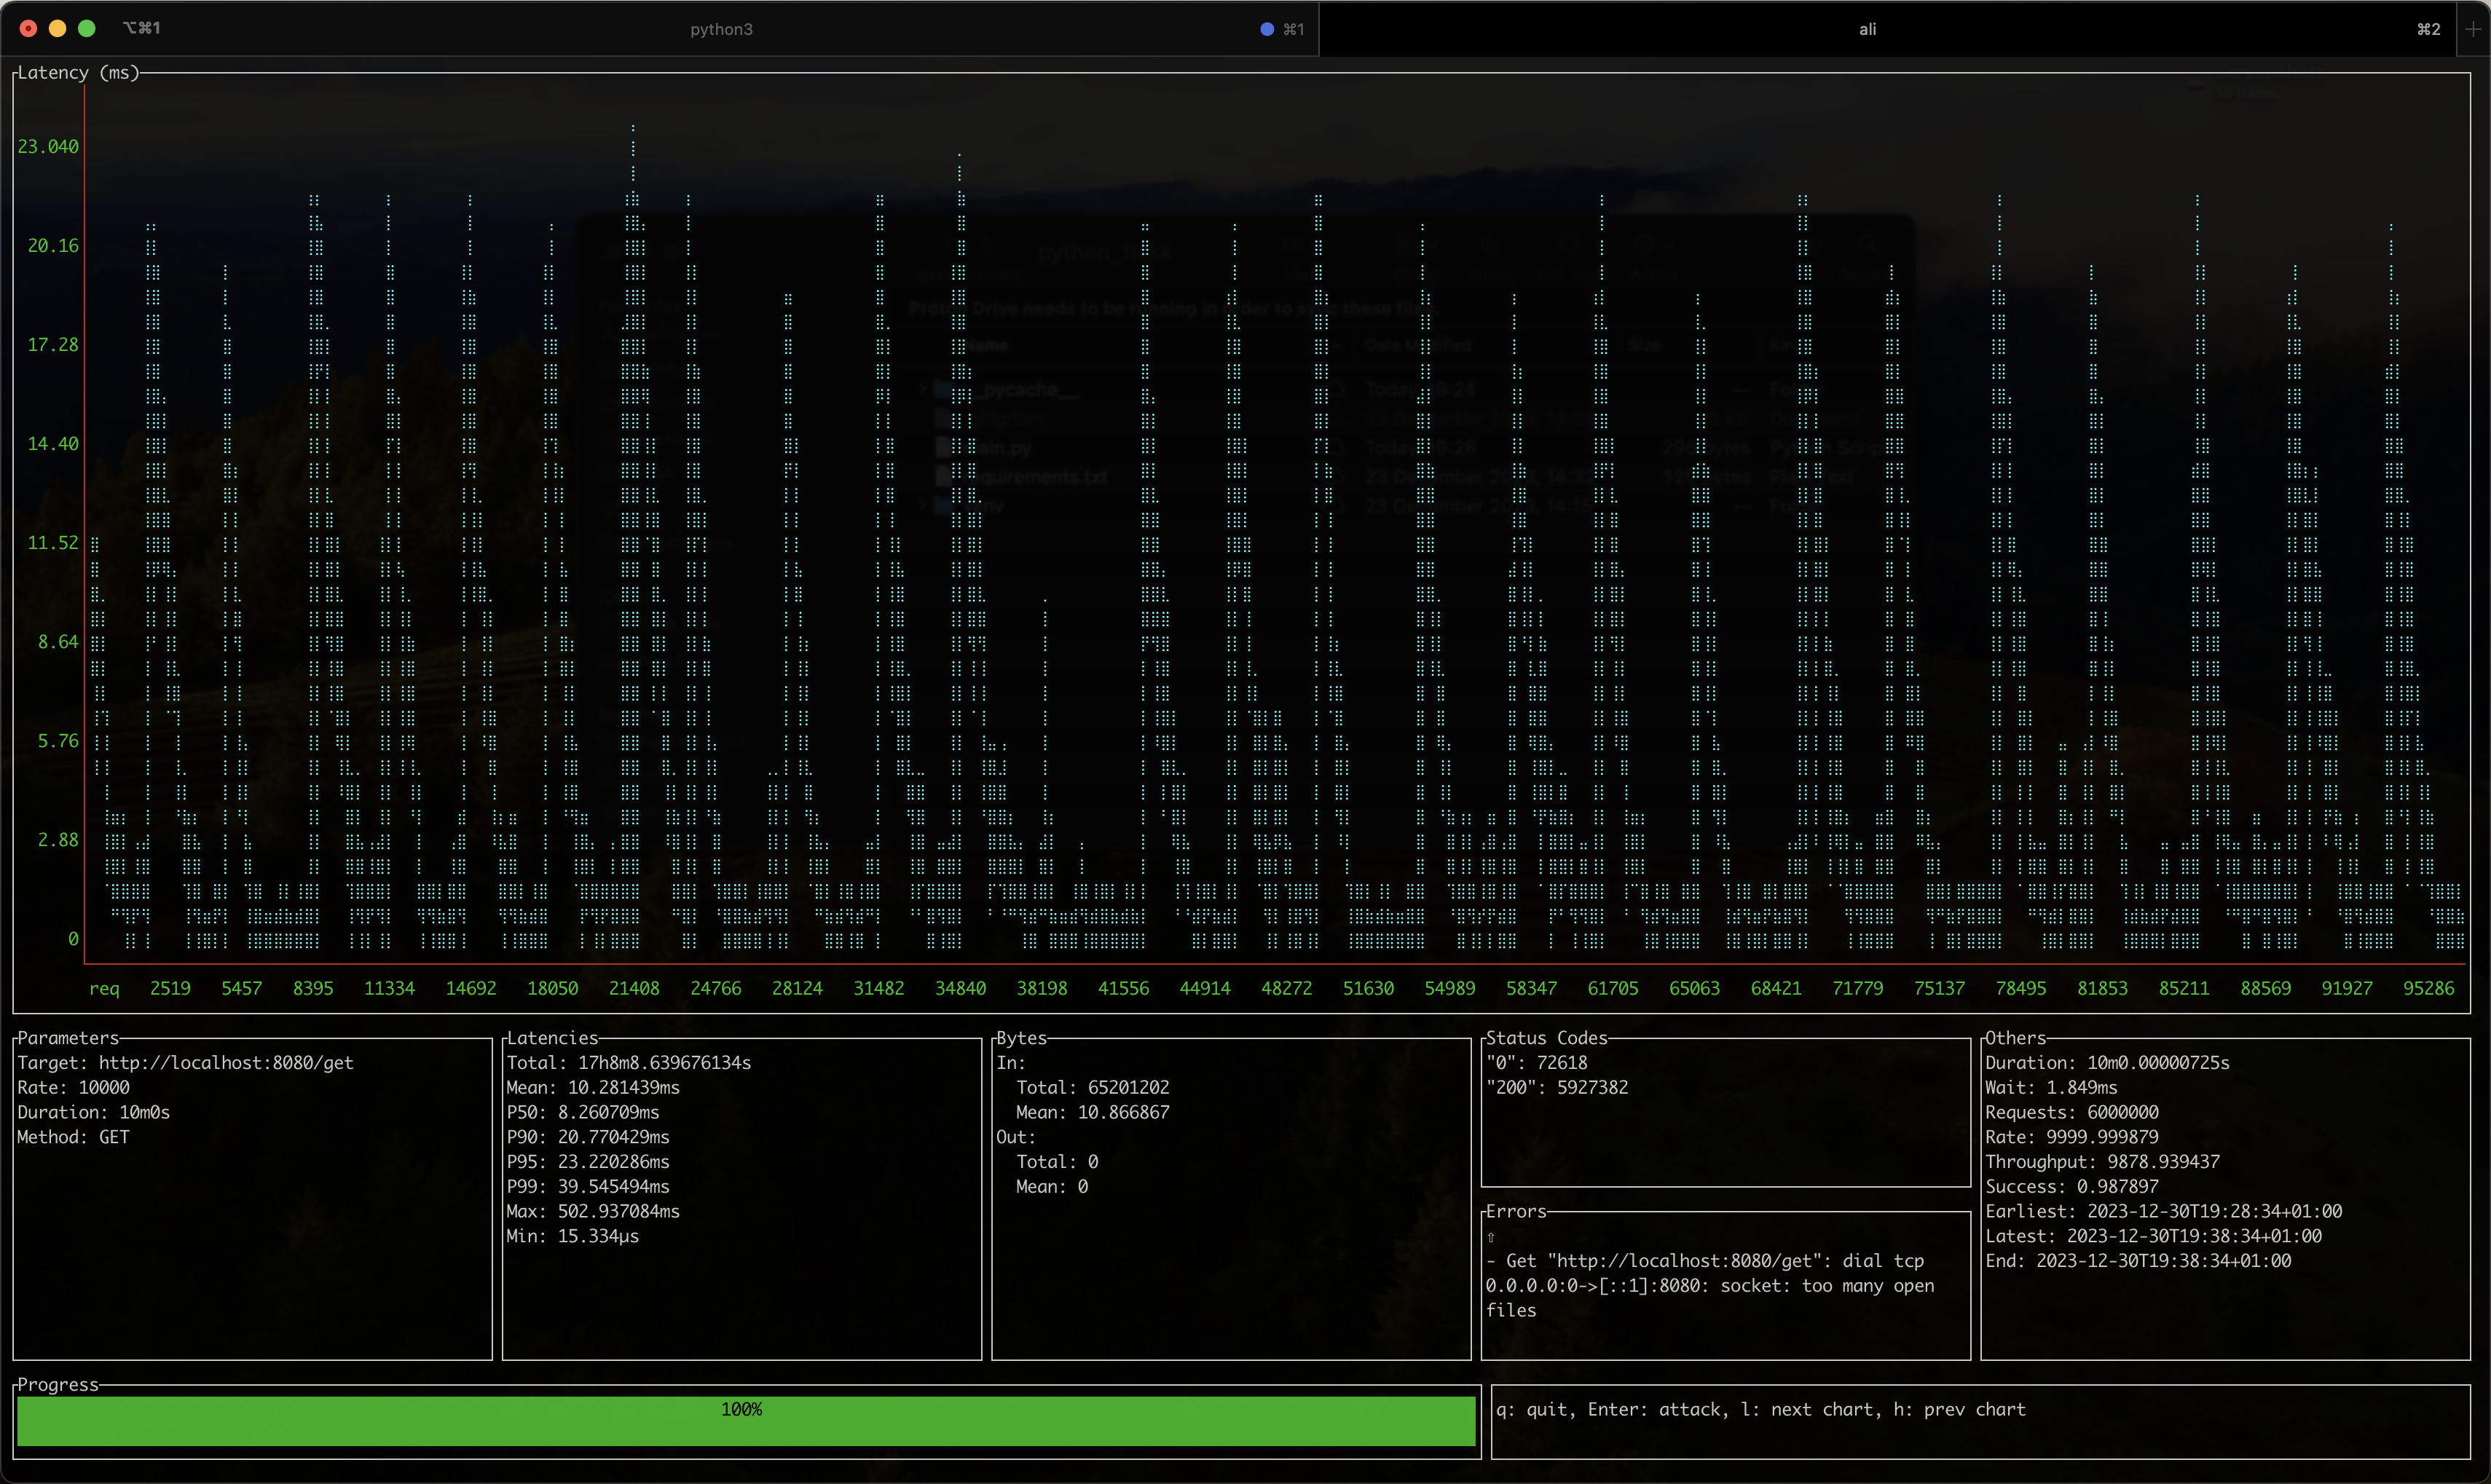 ⌥⌘1
python3
⌘1
ali
⌘2
Latency (ms)
23.040
20.16
17.28
14.40
11.52
8.64
5.76
2.88
0
req 2519 5457 8395 11334 14692 18050 21408 24766 28124 31482 34840 38198 41556 44914 48272 51630 54989 58347 61705 65063 68421 71779 75137 78495 81853 85211 88569 91927 95286
Parameters
Target: http://localhost:8080/get
Rate: 10000
Duration: 10m0s
Method: GET
Latencies
Total: 17h8m8.639676134s
Mean: 10.281439ms
P50: 8.260709ms
P90: 20.770429ms
P95: 23.220286ms
P99: 39.545494ms
Max: 502.937084ms
Min: 15.334µs
Bytes
In:
Total: 65201202
Mean: 10.866867
Out:
Total: 0
Mean: 0
Status Codes
"0": 72618
"200": 5927382
Errors
⇧
- Get "http://localhost:8080/get": dial tcp
0.0.0.0:0->[::1]:8080: socket: too many open
files
Others
Duration: 10m0.00000725s
Wait: 1.849ms
Requests: 6000000
Rate: 9999.999879
Throughput: 9878.939437
Success: 0.987897
Earliest: 2023-12-30T19:28:34+01:00
Latest: 2023-12-30T19:38:34+01:00
End: 2023-12-30T19:38:34+01:00
Progress
100%
q: quit, Enter: attack, l: next chart, h: prev chart